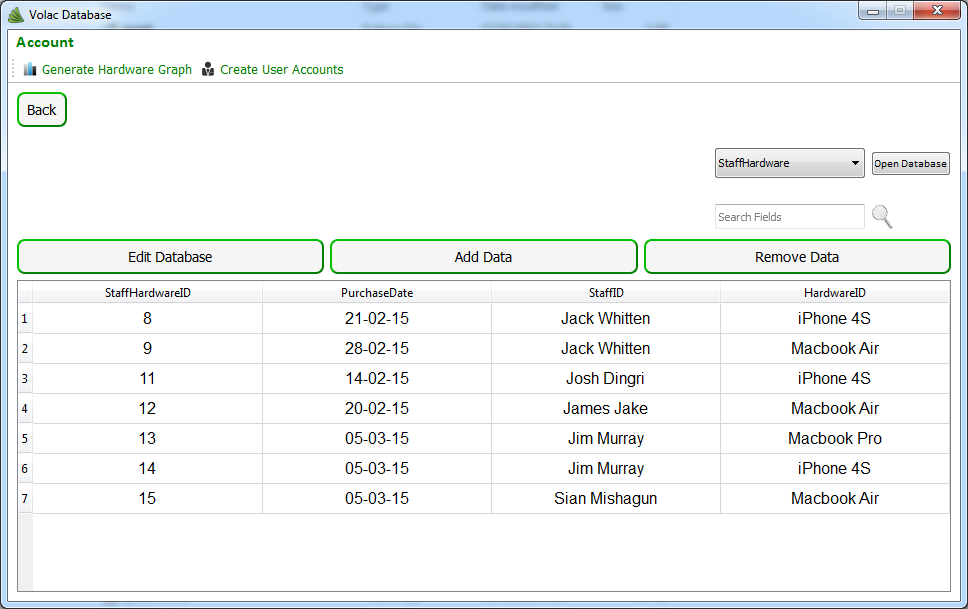 Volac Database
Account
Generate Hardware Graph Create User Accounts
Back
StaffHardware Open Database
Search Fields
Edit Database Add Data Remove Data
StaffHardwareID PurchaseDate StaffID HardwareID
1 8 21-02-15 Jack Whitten iPhone 4S
2 9 28-02-15 Jack Whitten Macbook Air
3 11 14-02-15 Josh Dingri iPhone 4S
4 12 20-02-15 James Jake Macbook Air
5 13 05-03-15 Jim Murray Macbook Pro
6 14 05-03-15 Jim Murray iPhone 4S
7 15 05-03-15 Sian Mishagun Macbook Air